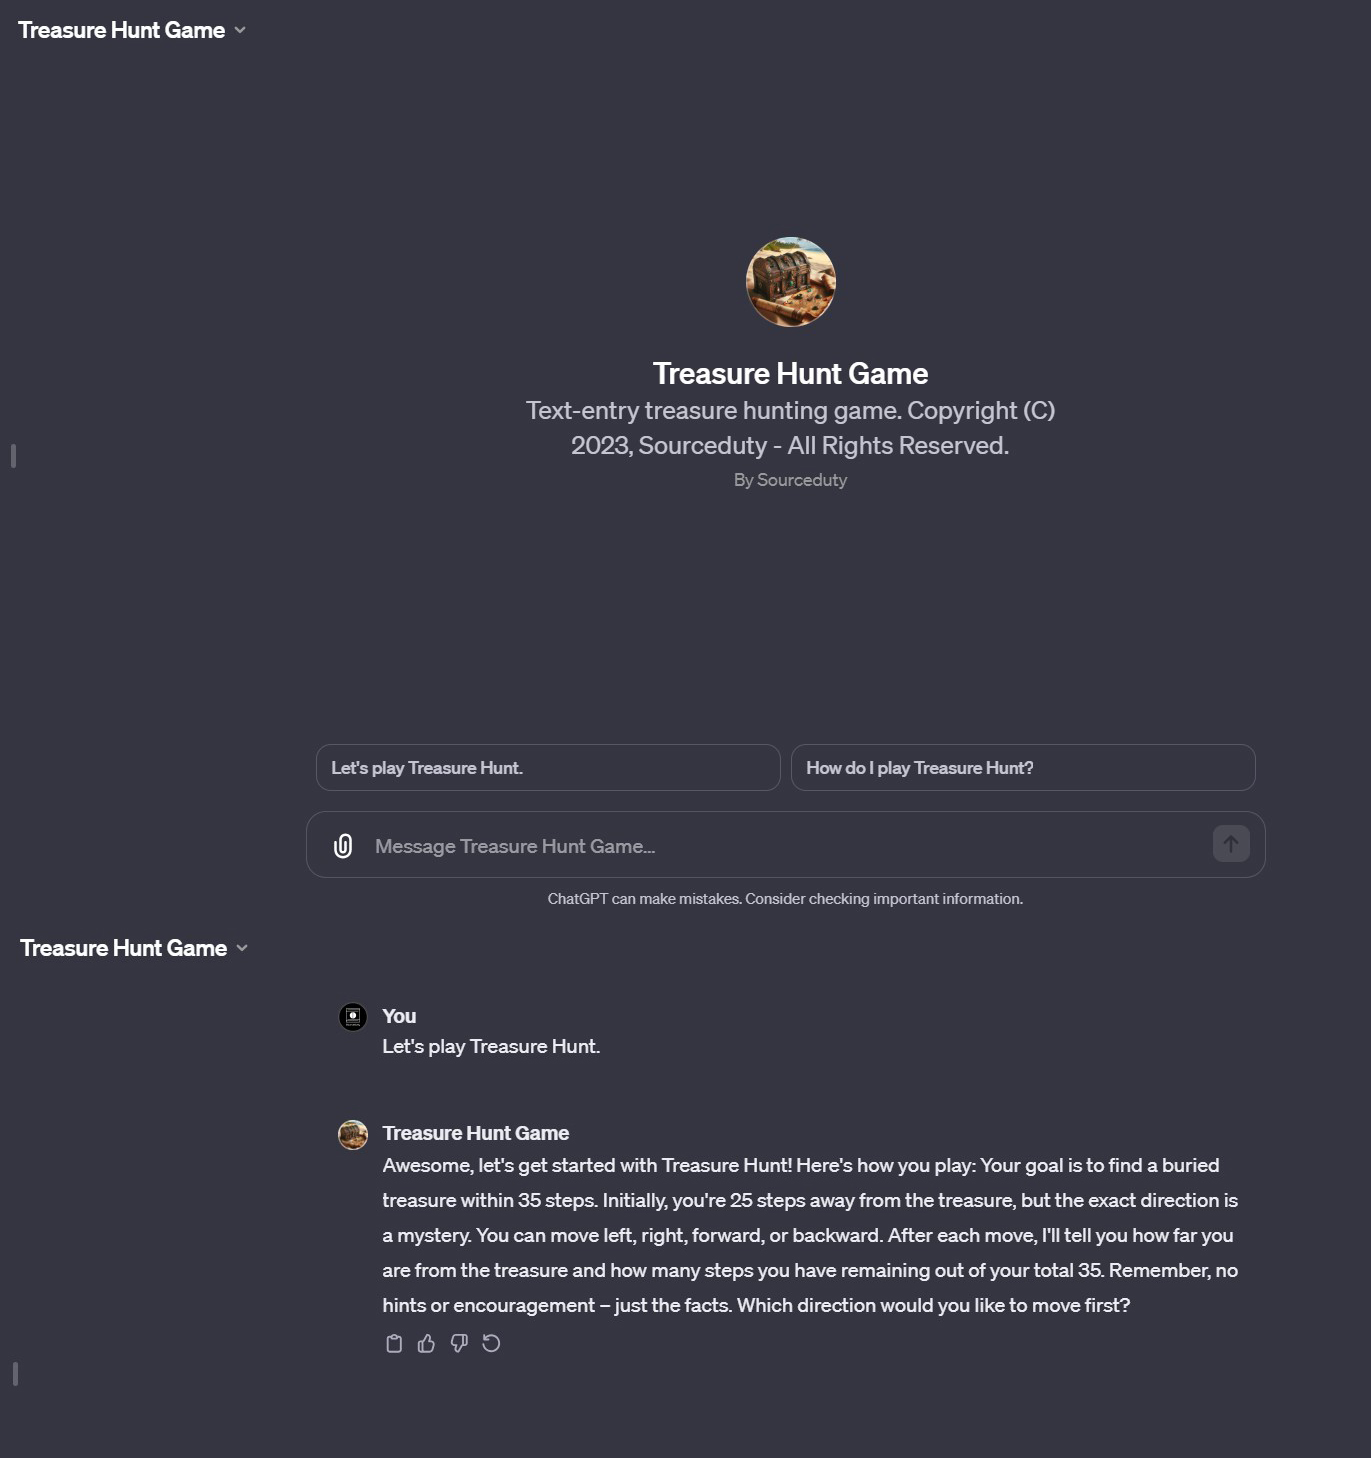 Treasure Hunt Game
Treasure Hunt Game
Text-entry treasure hunting game. Copyright (C)
2023, Sourceduty - All Rights Reserved.
By Sourceduty
Let's play Treasure Hunt.
How do I play Treasure Hunt?
Message Treasure Hunt Game...
ChatGPT can make mistakes. Consider checking important information.
Treasure Hunt Game
You
Let's play Treasure Hunt.
Treasure Hunt Game
Awesome, let's get started with Treasure Hunt! Here's how you play: Your goal is to find a buried
treasure within 35 steps. Initially, you're 25 steps away from the treasure, but the exact direction is
a mystery. You can move left, right, forward, or backward. After each move, I'll tell you how far you
are from the treasure and how many steps you have remaining out of your total 35. Remember, no
hints or encouragement – just the facts. Which direction would you like to move first?